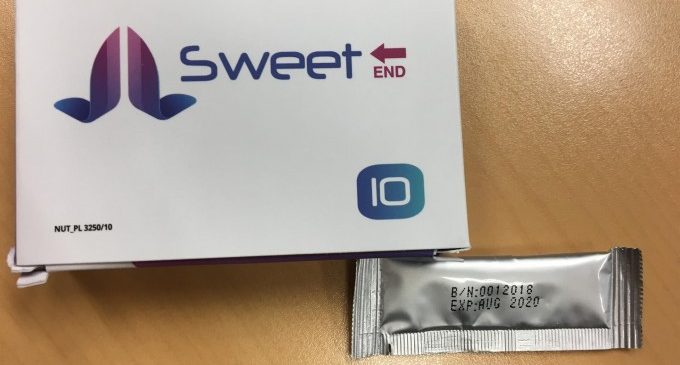 Sweet
END
10
NUT_PL 3250/10
B/N:0012018
EXP:AUG 2020